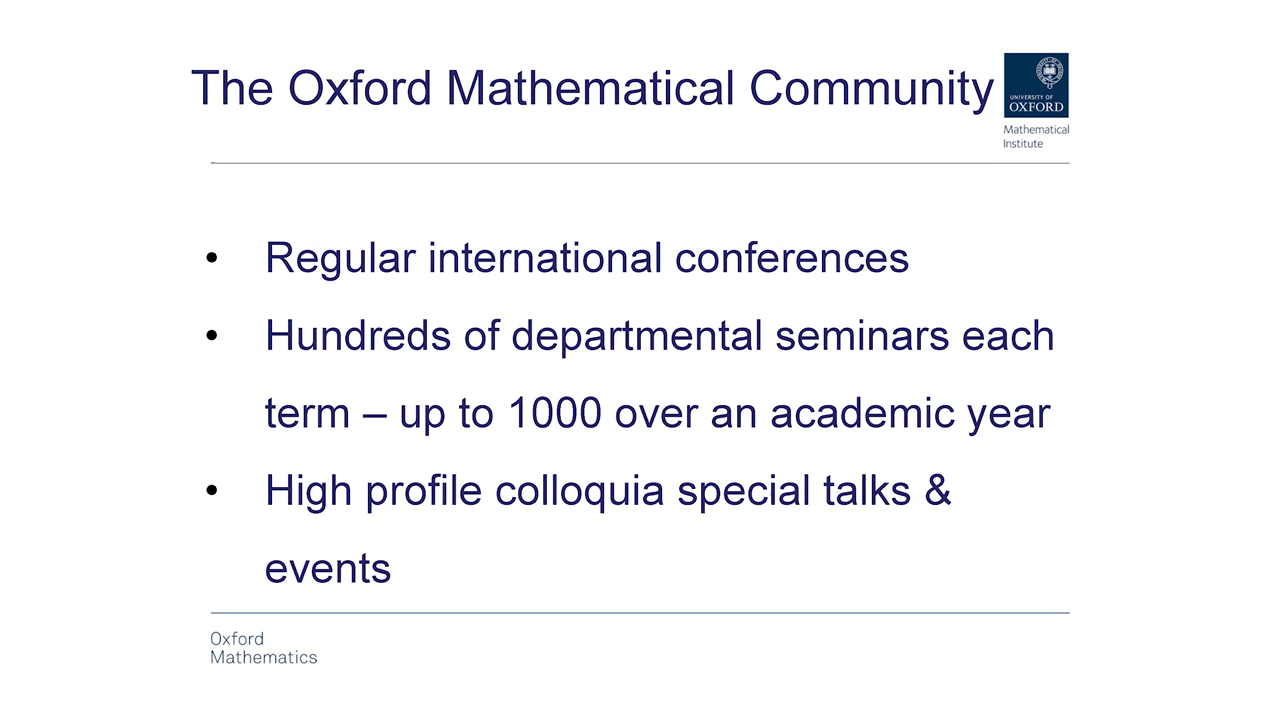 The Oxford Mathematical Community
UNIVERSITY OF
OXFORD
Mathematical
Institute
• Regular international conferences
• Hundreds of departmental seminars each
term – up to 1000 over an academic year
• High profile colloquia special talks &
events
Oxford
Mathematics